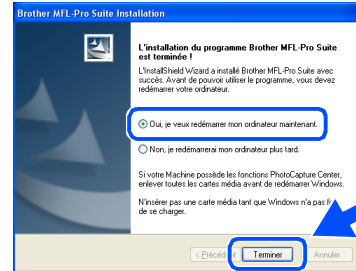 Brother MFL-Pro Suite Installation
L'installation du programme Brother MFL-Pro Suite
est terminée !
L'InstallShield Wizard a installé Brother MFL-Pro Suite avec
succès. Avant de pouvoir utiliser le programme, vous devez
redémarrer votre ordinateur.
Oui, je veux redémarrer mon ordinateur maintenant.
Non, je redémarrerai mon ordinateur plus tard.
Si votre Machine possède les fonctions PhotoCapture Center,
enlever toutes les cartes média avant de redémarrer Windows.
N'insérer pas une carte média tant que Windows n'a pas
de se charger.
< Précéd Terminer Annuler